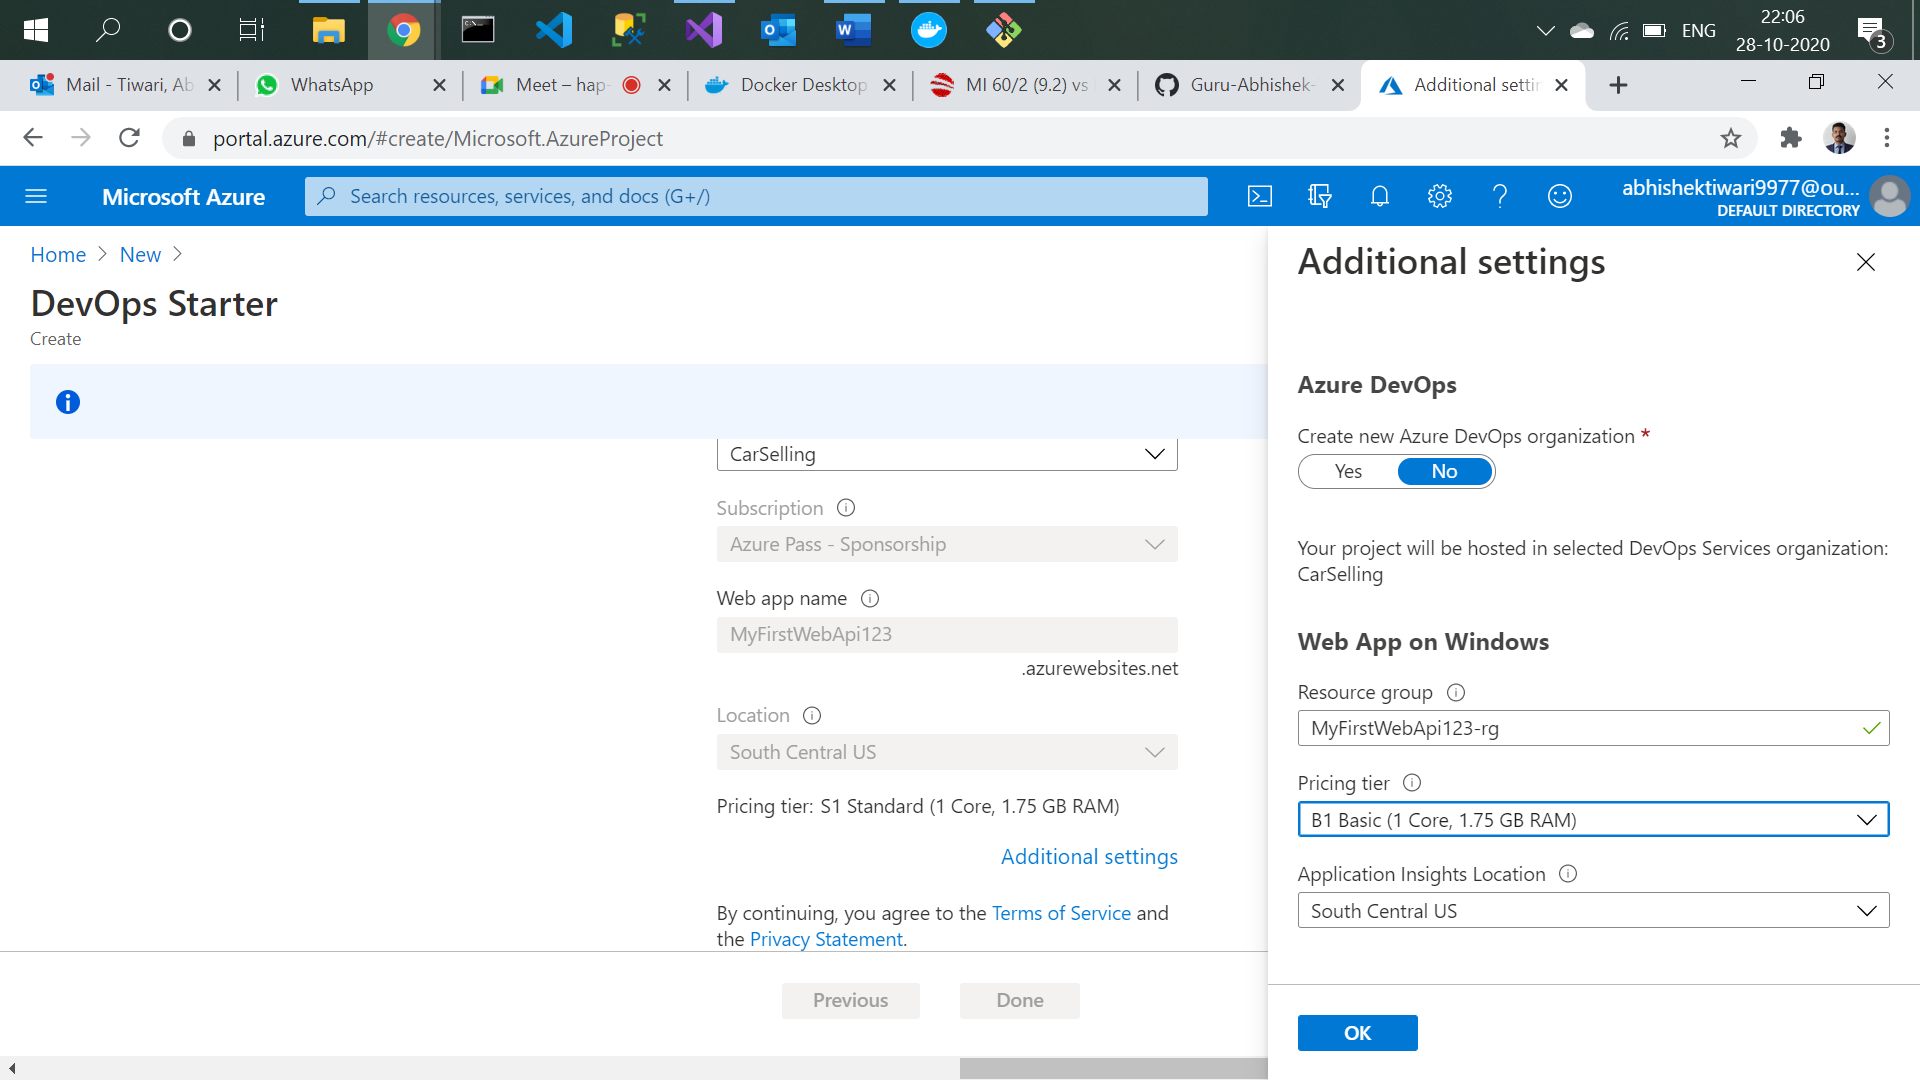 ENG
22:06
28-10-2020
3
Mail - Tiwari, Ab
WhatsApp
Meet – hap-
Docker Desktop
MI 60/2 (9.2) vs
Guru-Abhishek-
Additional settin
portal.azure.com/#create/Microsoft.AzureProject
Microsoft Azure
Search resources, services, and docs (G+/)
abhishektiwari9977@ou...
DEFAULT DIRECTORY
Home
New
DevOps Starter
Create
CarSelling
Subscription
Azure Pass - Sponsorship
Web app name
MyFirstWebApi123
.azurewebsites.net
Location
South Central US
Pricing tier: S1 Standard (1 Core, 1.75 GB RAM)
Additional settings
By continuing, you agree to the Terms of Service and
the Privacy Statement.
Previous
Done
Additional settings
Azure DevOps
Create new Azure DevOps organization *
Yes
No
Your project will be hosted in selected DevOps Services organization:
CarSelling
Web App on Windows
Resource group
MyFirstWebApi123-rg
Pricing tier
B1 Basic (1 Core, 1.75 GB RAM)
Application Insights Location
South Central US
OK